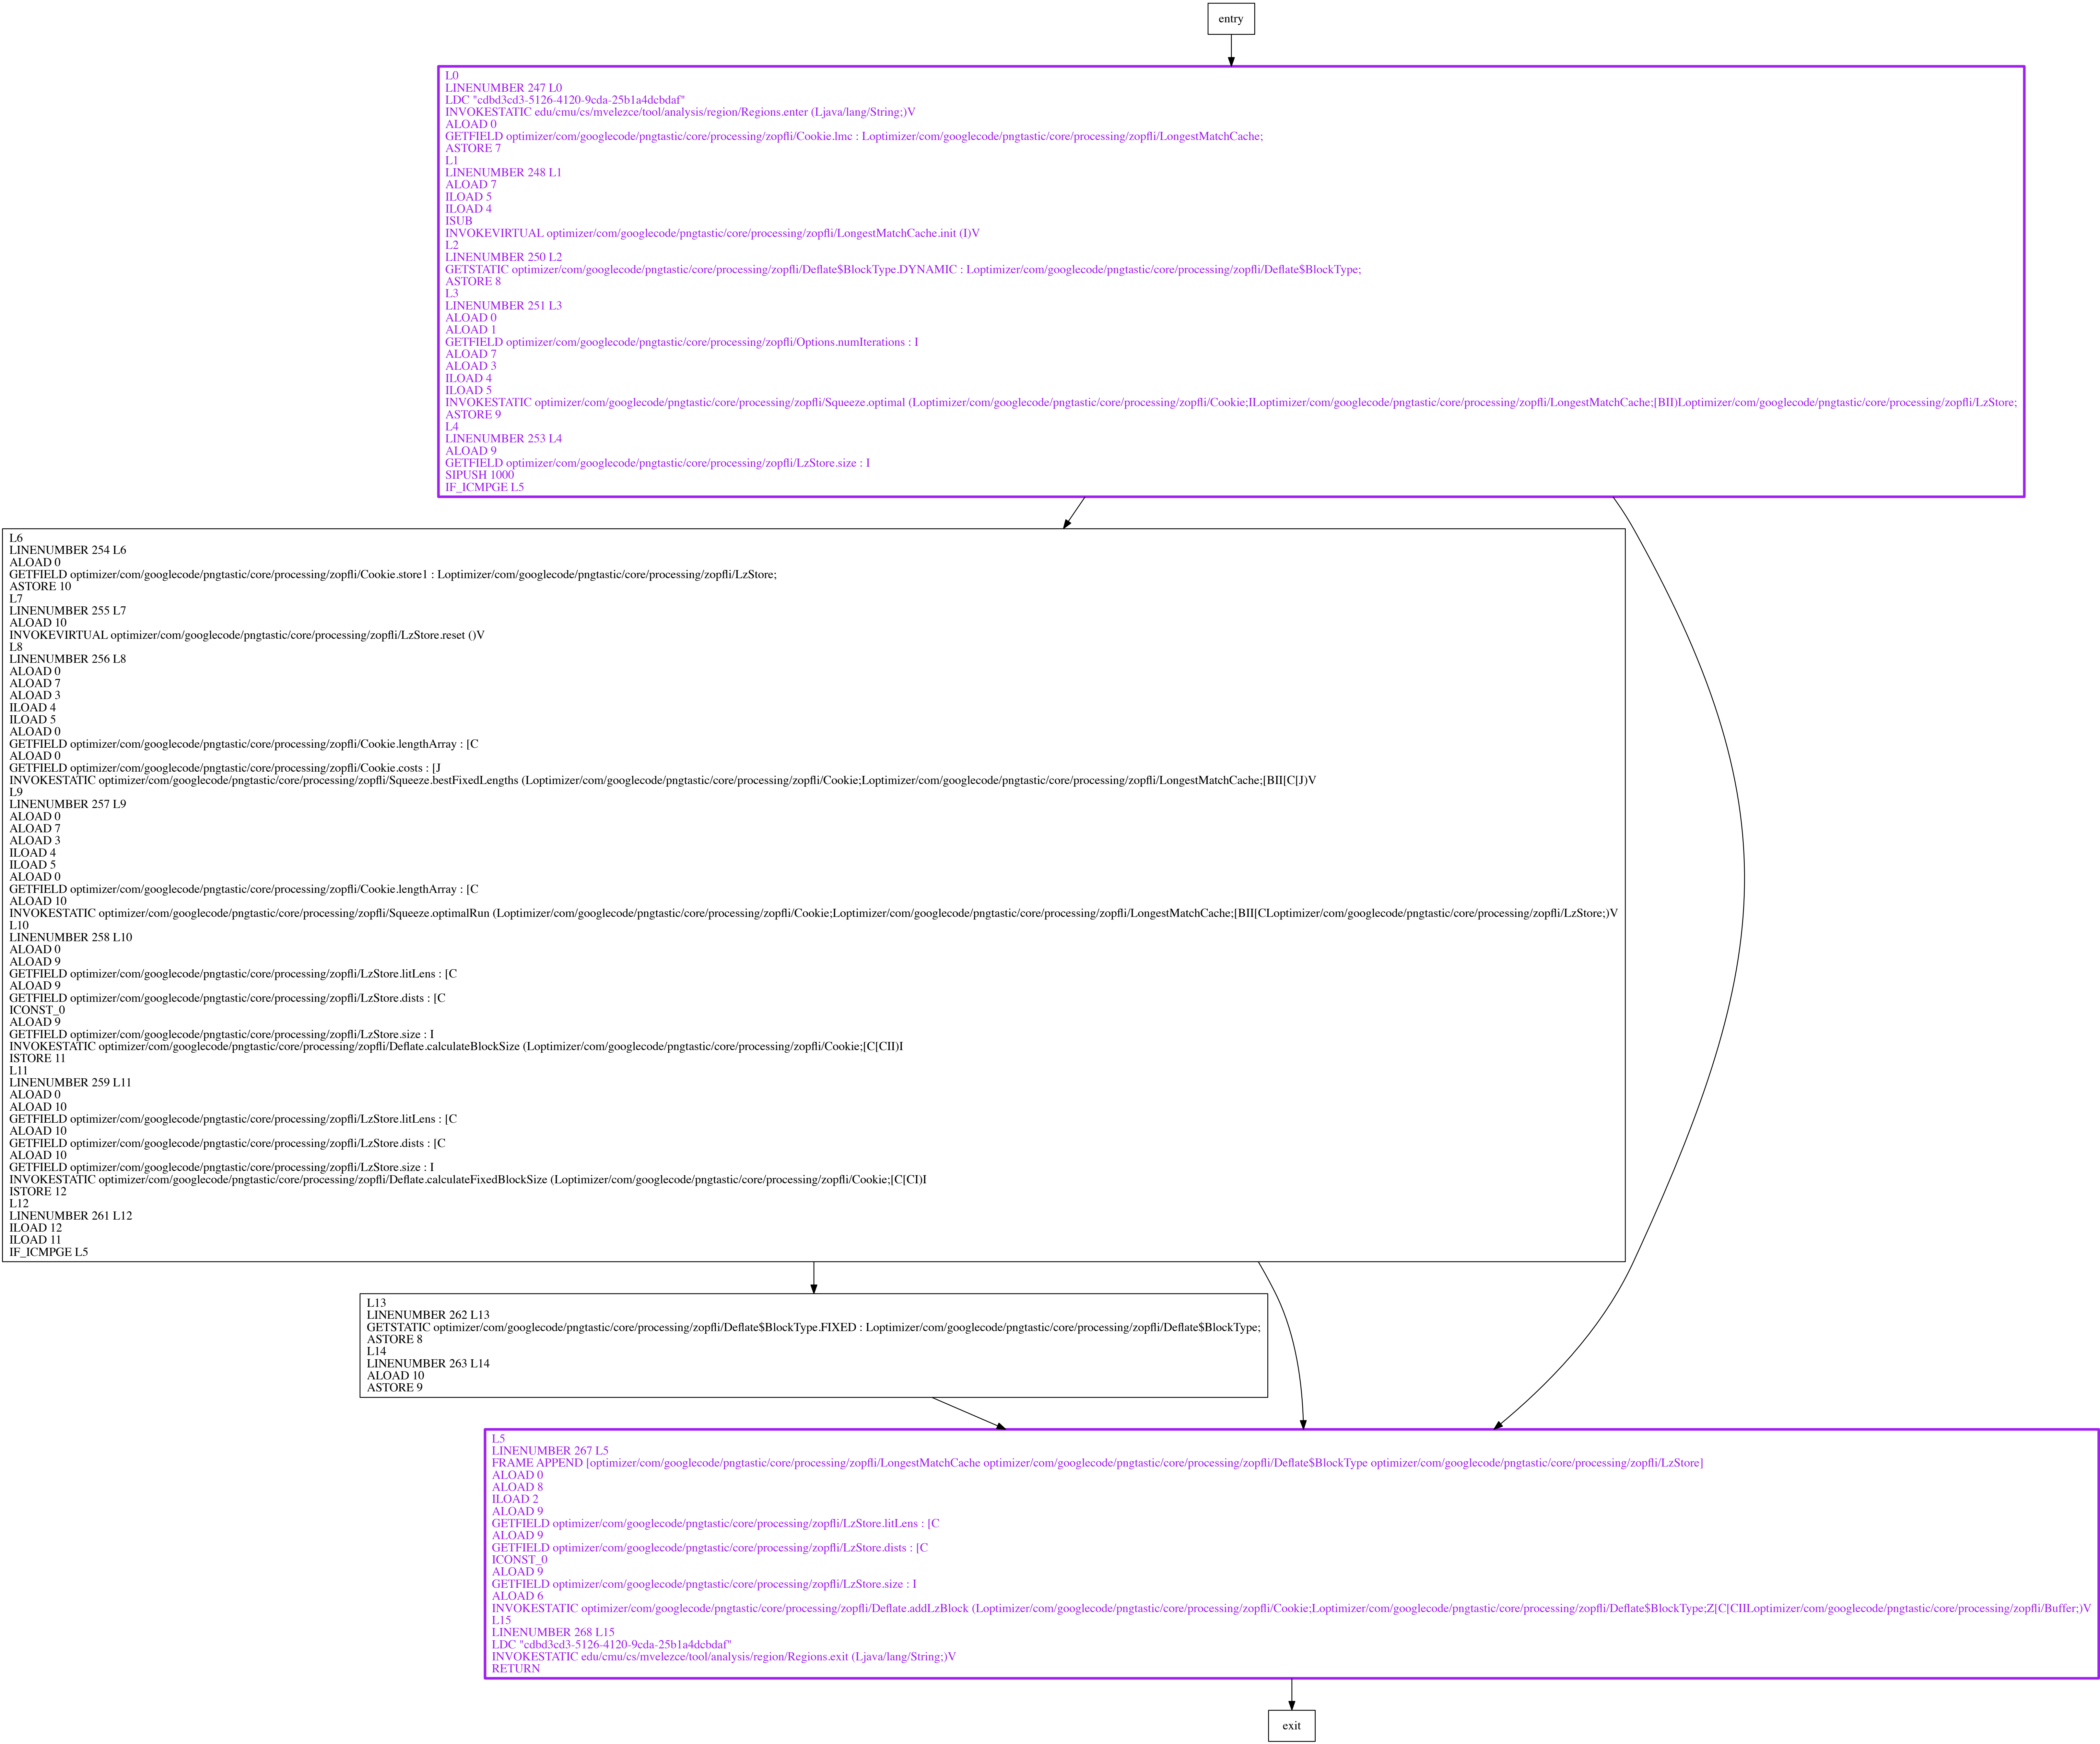 entry
L0
LINENUMBER 247 L0
LDC "cdbd3cd3-5126-4120-9cda-25b1a4dcbdaf"
INVOKESTATIC edu/cmu/cs/mvelezce/tool/analysis/region/Regions.enter (Ljava/lang/String;)V
ALOAD 0
GETFIELD optimizer/com/googlecode/pngtastic/core/processing/zopfli/Cookie.lmc : Loptimizer/com/googlecode/pngtastic/core/processing/zopfli/LongestMatchCache;
ASTORE 7
L1
LINENUMBER 248 L1
ALOAD 7
ILOAD 5
ILOAD 4
ISUB
INVOKEVIRTUAL optimizer/com/googlecode/pngtastic/core/processing/zopfli/LongestMatchCache.init (I)V
L2
LINENUMBER 250 L2
GETSTATIC optimizer/com/googlecode/pngtastic/core/processing/zopfli/Deflate$BlockType.DYNAMIC : Loptimizer/com/googlecode/pngtastic/core/processing/zopfli/Deflate$BlockType;
ASTORE 8
L3
LINENUMBER 251 L3
ALOAD 0
ALOAD 1
GETFIELD optimizer/com/googlecode/pngtastic/core/processing/zopfli/Options.numIterations : I
ALOAD 7
ALOAD 3
ILOAD 4
ILOAD 5
INVOKESTATIC optimizer/com/googlecode/pngtastic/core/processing/zopfli/Squeeze.optimal (Loptimizer/com/googlecode/pngtastic/core/processing/zopfli/Cookie;ILoptimizer/com/googlecode/pngtastic/core/processing/zopfli/LongestMatchCache;[BII)Loptimizer/com/googlecode/pngtastic/core/processing/zopfli/LzStore;
ASTORE 9
L4
LINENUMBER 253 L4
ALOAD 9
GETFIELD optimizer/com/googlecode/pngtastic/core/processing/zopfli/LzStore.size : I
SIPUSH 1000
IF_ICMPGE L5
L6
LINENUMBER 254 L6
ALOAD 0
GETFIELD optimizer/com/googlecode/pngtastic/core/processing/zopfli/Cookie.store1 : Loptimizer/com/googlecode/pngtastic/core/processing/zopfli/LzStore;
ASTORE 10
L7
LINENUMBER 255 L7
ALOAD 10
INVOKEVIRTUAL optimizer/com/googlecode/pngtastic/core/processing/zopfli/LzStore.reset ()V
L8
LINENUMBER 256 L8
ALOAD 0
ALOAD 7
ALOAD 3
ILOAD 4
ILOAD 5
ALOAD 0
GETFIELD optimizer/com/googlecode/pngtastic/core/processing/zopfli/Cookie.lengthArray : [C
ALOAD 0
GETFIELD optimizer/com/googlecode/pngtastic/core/processing/zopfli/Cookie.costs : [J
INVOKESTATIC optimizer/com/googlecode/pngtastic/core/processing/zopfli/Squeeze.bestFixedLengths (Loptimizer/com/googlecode/pngtastic/core/processing/zopfli/Cookie;Loptimizer/com/googlecode/pngtastic/core/processing/zopfli/LongestMatchCache;[BII[C[J)V
L9
LINENUMBER 257 L9
ALOAD 0
ALOAD 7
ALOAD 3
ILOAD 4
ILOAD 5
ALOAD 0
GETFIELD optimizer/com/googlecode/pngtastic/core/processing/zopfli/Cookie.lengthArray : [C
ALOAD 10
INVOKESTATIC optimizer/com/googlecode/pngtastic/core/processing/zopfli/Squeeze.optimalRun (Loptimizer/com/googlecode/pngtastic/core/processing/zopfli/Cookie;Loptimizer/com/googlecode/pngtastic/core/processing/zopfli/LongestMatchCache;[BII[CLoptimizer/com/googlecode/pngtastic/core/processing/zopfli/LzStore;)V
L10
LINENUMBER 258 L10
ALOAD 0
ALOAD 9
GETFIELD optimizer/com/googlecode/pngtastic/core/processing/zopfli/LzStore.litLens : [C
ALOAD 9
GETFIELD optimizer/com/googlecode/pngtastic/core/processing/zopfli/LzStore.dists : [C
ICONST_0
ALOAD 9
GETFIELD optimizer/com/googlecode/pngtastic/core/processing/zopfli/LzStore.size : I
INVOKESTATIC optimizer/com/googlecode/pngtastic/core/processing/zopfli/Deflate.calculateBlockSize (Loptimizer/com/googlecode/pngtastic/core/processing/zopfli/Cookie;[C[CII)I
ISTORE 11
L11
LINENUMBER 259 L11
ALOAD 0
ALOAD 10
GETFIELD optimizer/com/googlecode/pngtastic/core/processing/zopfli/LzStore.litLens : [C
ALOAD 10
GETFIELD optimizer/com/googlecode/pngtastic/core/processing/zopfli/LzStore.dists : [C
ALOAD 10
GETFIELD optimizer/com/googlecode/pngtastic/core/processing/zopfli/LzStore.size : I
INVOKESTATIC optimizer/com/googlecode/pngtastic/core/processing/zopfli/Deflate.calculateFixedBlockSize (Loptimizer/com/googlecode/pngtastic/core/processing/zopfli/Cookie;[C[CI)I
ISTORE 12
L12
LINENUMBER 261 L12
ILOAD 12
ILOAD 11
IF_ICMPGE L5
L13
LINENUMBER 262 L13
GETSTATIC optimizer/com/googlecode/pngtastic/core/processing/zopfli/Deflate$BlockType.FIXED : Loptimizer/com/googlecode/pngtastic/core/processing/zopfli/Deflate$BlockType;
ASTORE 8
L14
LINENUMBER 263 L14
ALOAD 10
ASTORE 9
L5
LINENUMBER 267 L5
FRAME APPEND [optimizer/com/googlecode/pngtastic/core/processing/zopfli/LongestMatchCache optimizer/com/googlecode/pngtastic/core/processing/zopfli/Deflate$BlockType optimizer/com/googlecode/pngtastic/core/processing/zopfli/LzStore]
ALOAD 0
ALOAD 8
ILOAD 2
ALOAD 9
GETFIELD optimizer/com/googlecode/pngtastic/core/processing/zopfli/LzStore.litLens : [C
ALOAD 9
GETFIELD optimizer/com/googlecode/pngtastic/core/processing/zopfli/LzStore.dists : [C
ICONST_0
ALOAD 9
GETFIELD optimizer/com/googlecode/pngtastic/core/processing/zopfli/LzStore.size : I
ALOAD 6
INVOKESTATIC optimizer/com/googlecode/pngtastic/core/processing/zopfli/Deflate.addLzBlock (Loptimizer/com/googlecode/pngtastic/core/processing/zopfli/Cookie;Loptimizer/com/googlecode/pngtastic/core/processing/zopfli/Deflate$BlockType;Z[C[CIILoptimizer/com/googlecode/pngtastic/core/processing/zopfli/Buffer;)V
L15
LINENUMBER 268 L15
LDC "cdbd3cd3-5126-4120-9cda-25b1a4dcbdaf"
INVOKESTATIC edu/cmu/cs/mvelezce/tool/analysis/region/Regions.exit (Ljava/lang/String;)V
RETURN
exit